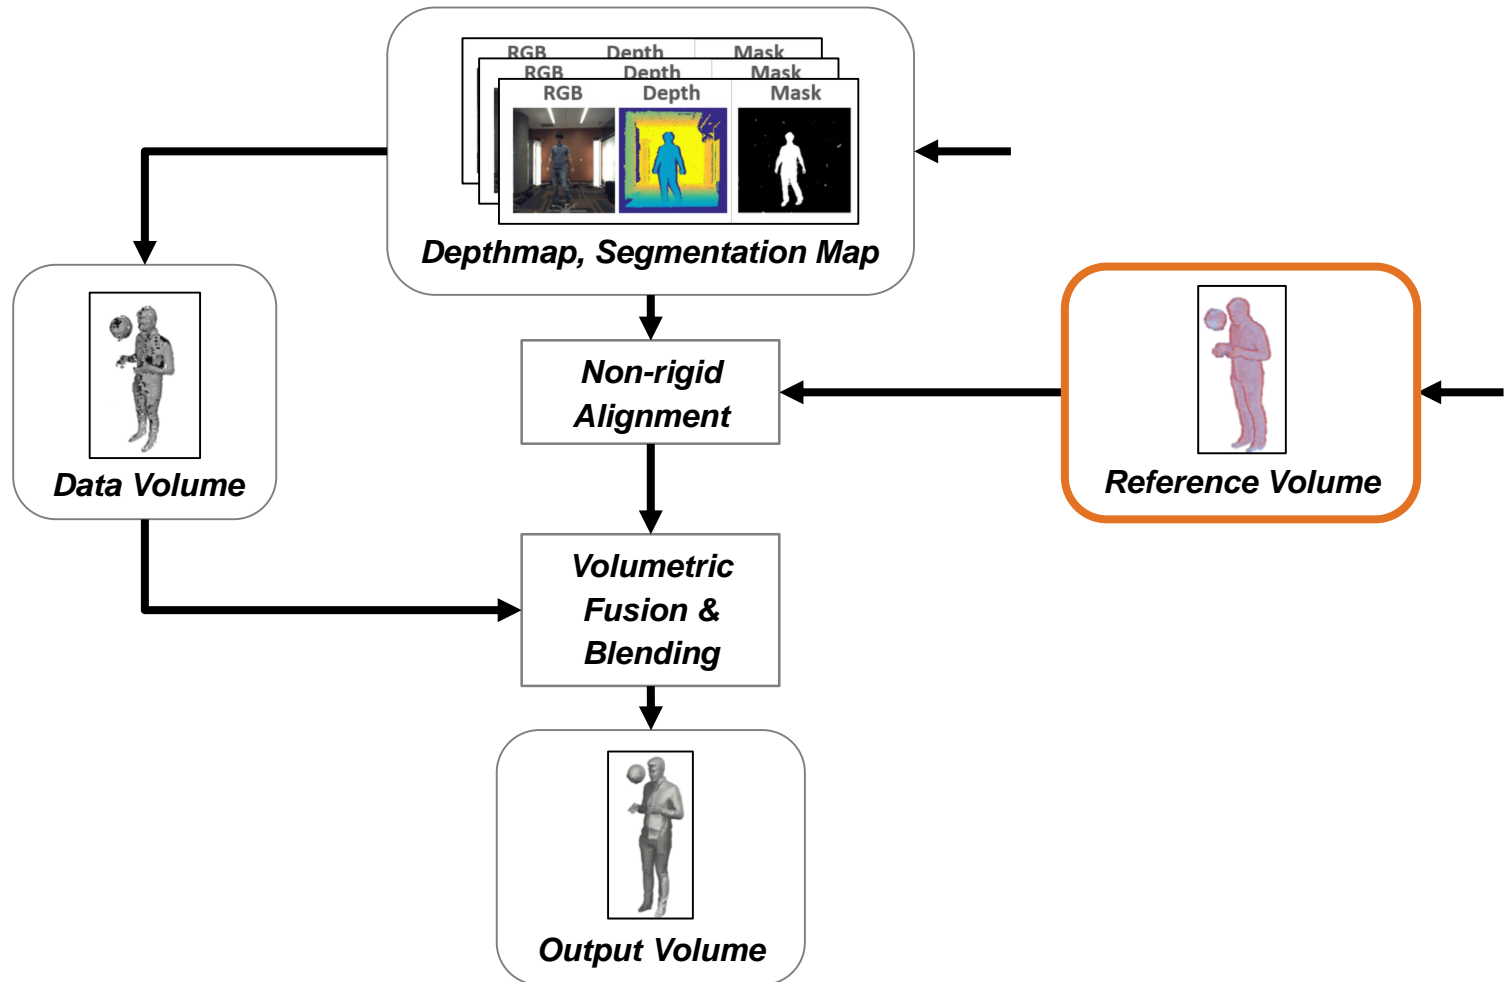 RGB Depth Mask
RGB Depth Mask
RGB Depth Mask
Depthmap, Segmentation Map
Non-rigid
Alignment
Data Volume
Reference Volume
Volumetric
Fusion &
Blending
Output Volume